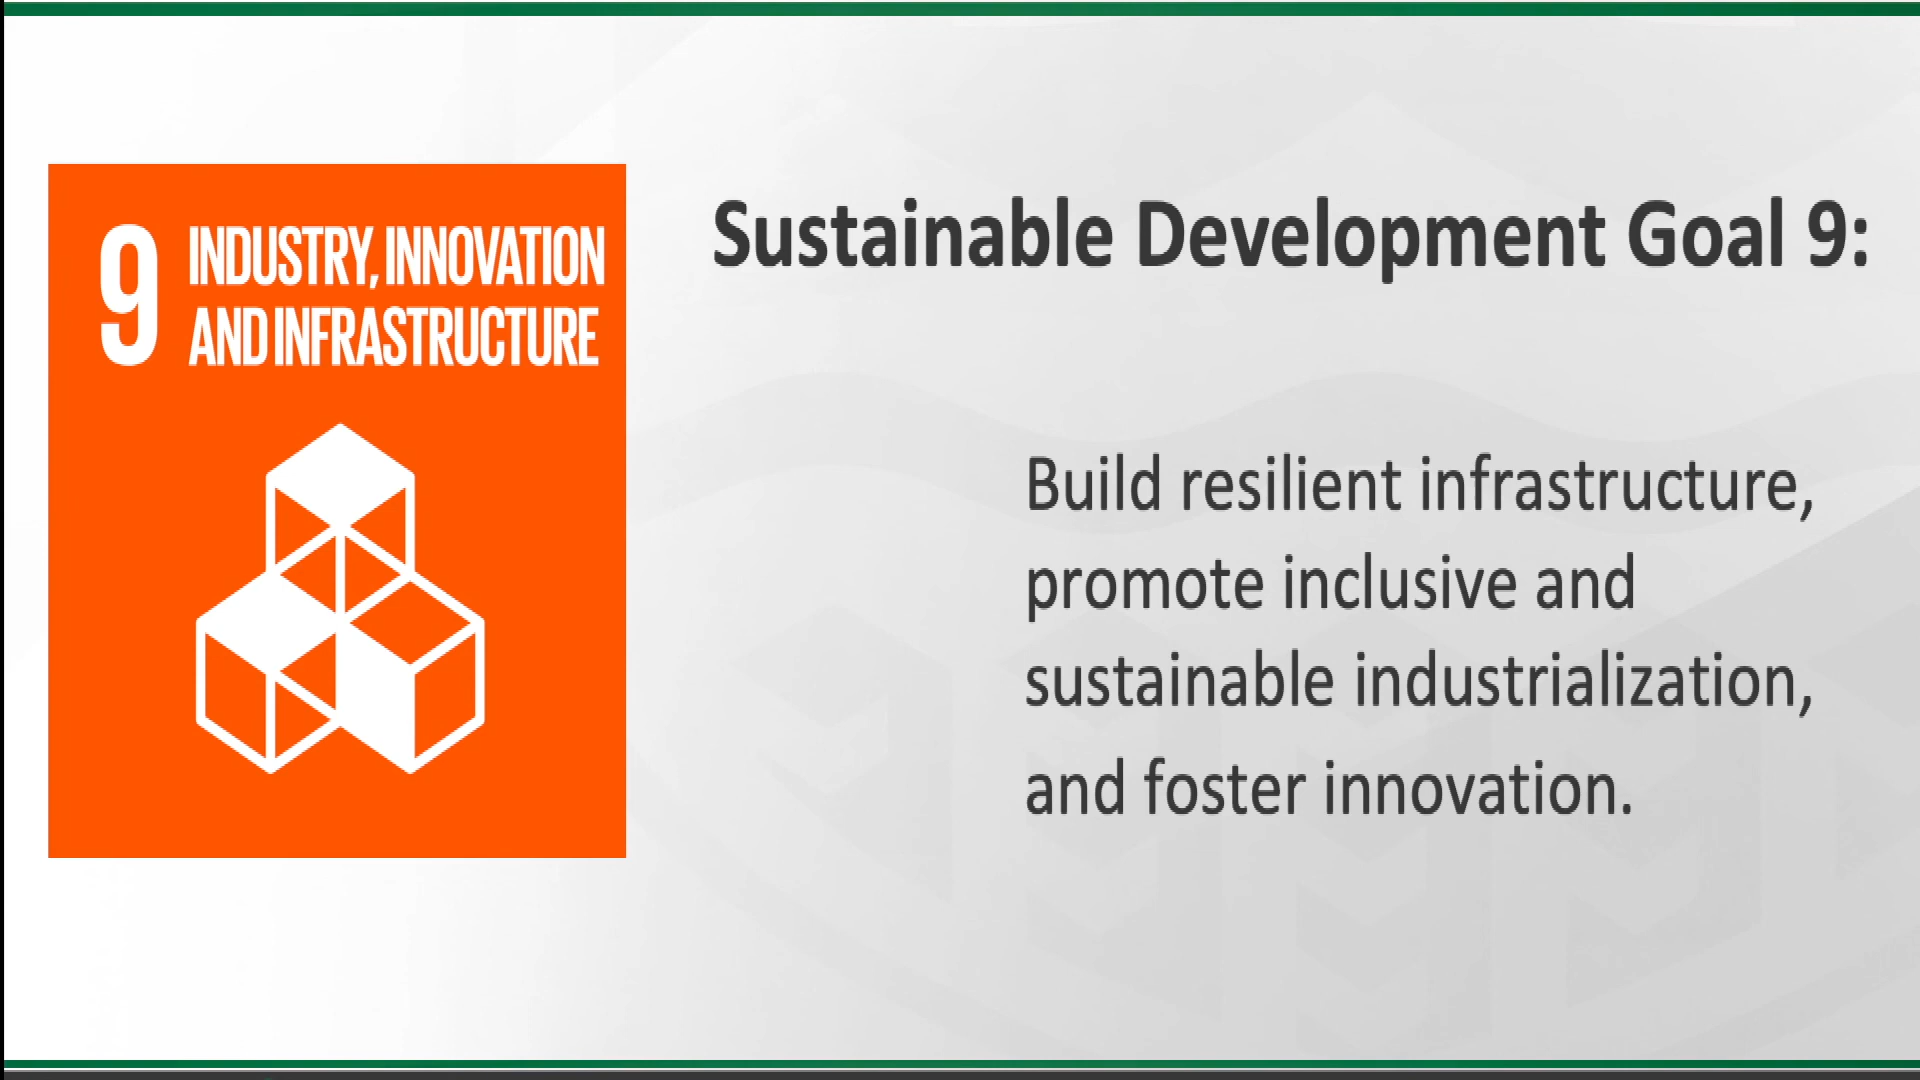 9
INDUSTRY, INNOVATION
AND INFRASTRUCTURE
Sustainable Development Goal 9:
Build resilient infrastructure,
promote inclusive and
sustainable industrialization,
and foster innovation.